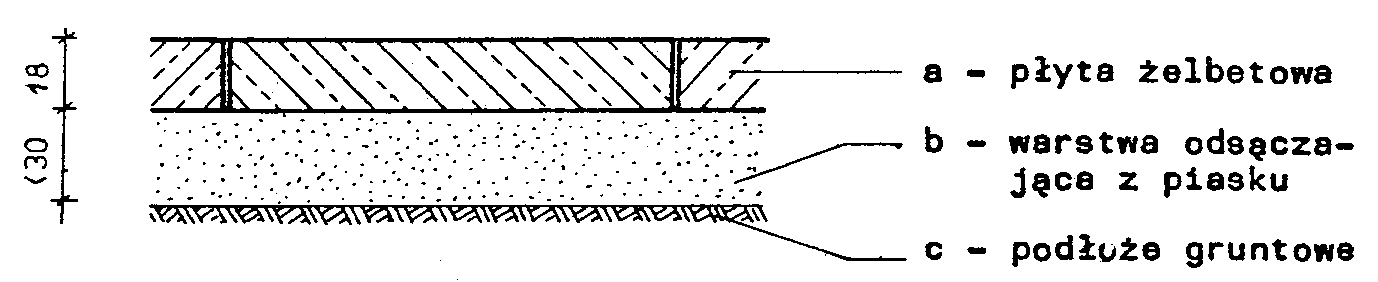 18
<30
a - płyta żelbetowa
b - warstwa odsącza-
jąca z piasku
c - podłoże gruntowe